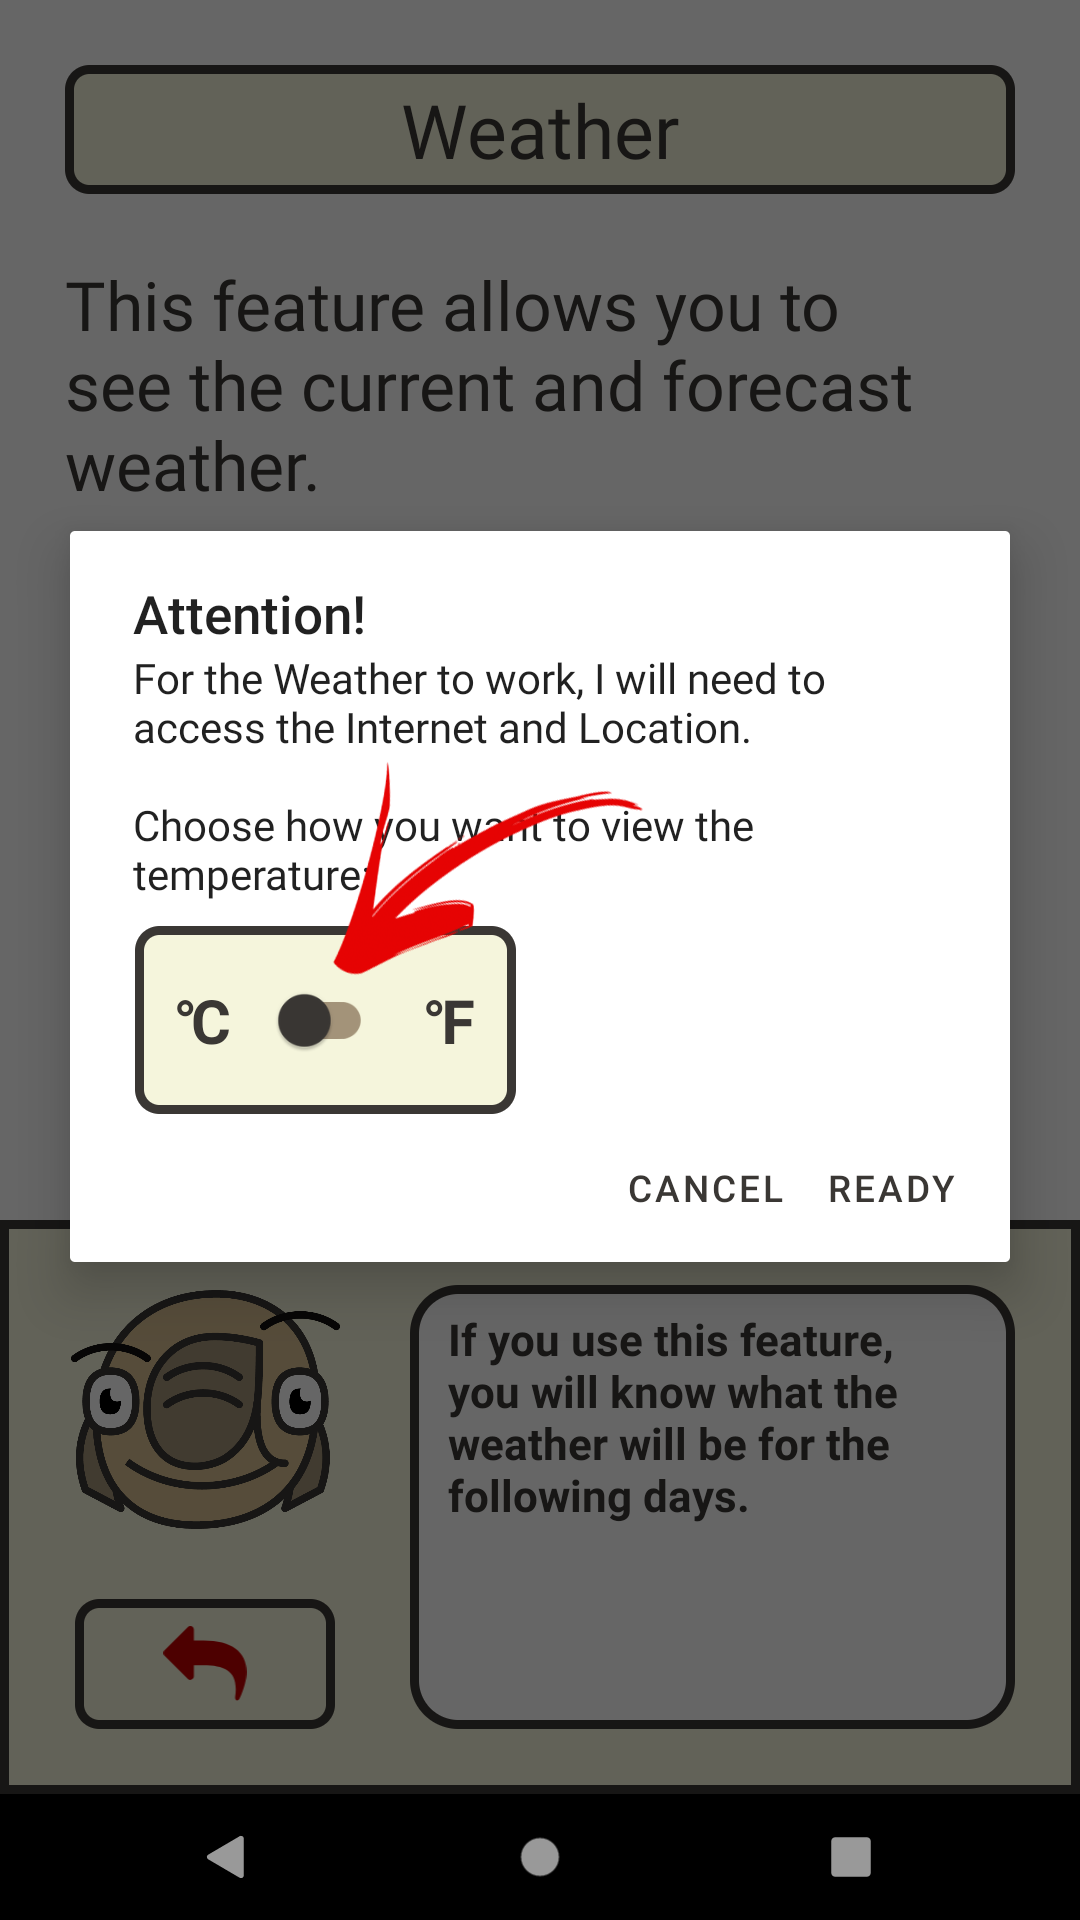 Weather
This feature allows you to
see the current and forecast
weather.
Attention!
For the Weather to work, I will need to
access the Internet and Location.
Choose how you want to view the
temperature:
°C °F
CANCEL READY
If you use this feature,
you will know what the
weather will be for the
following days.